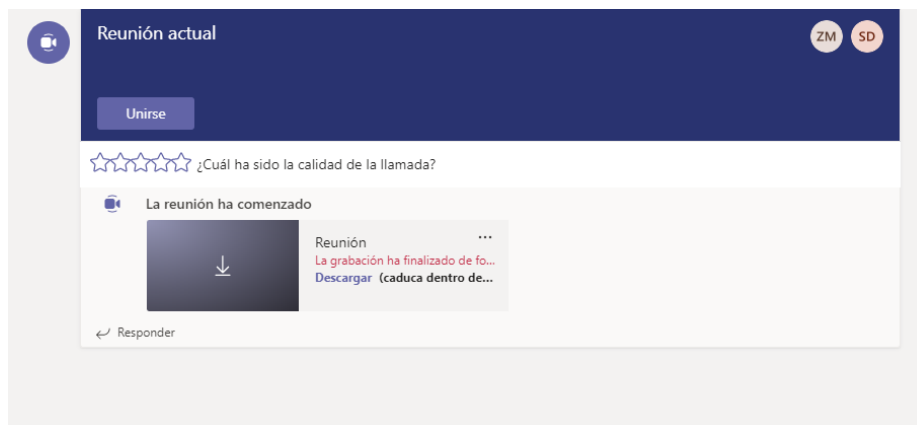 Reunión actual
ZM SD
Unirse
¿Cuál ha sido la calidad de la llamada?
La reunión ha comenzado
Reunión ...
La grabación ha finalizado de fo...
Descargar (caduca dentro de...
Responder